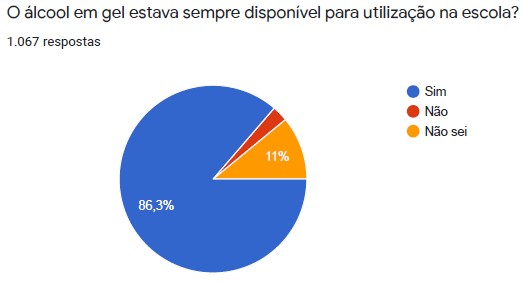 O álcool em gel estava sempre disponível para utilização na escola?
1.067 respostas
Sim
Não
Não sei
11%
86,3%